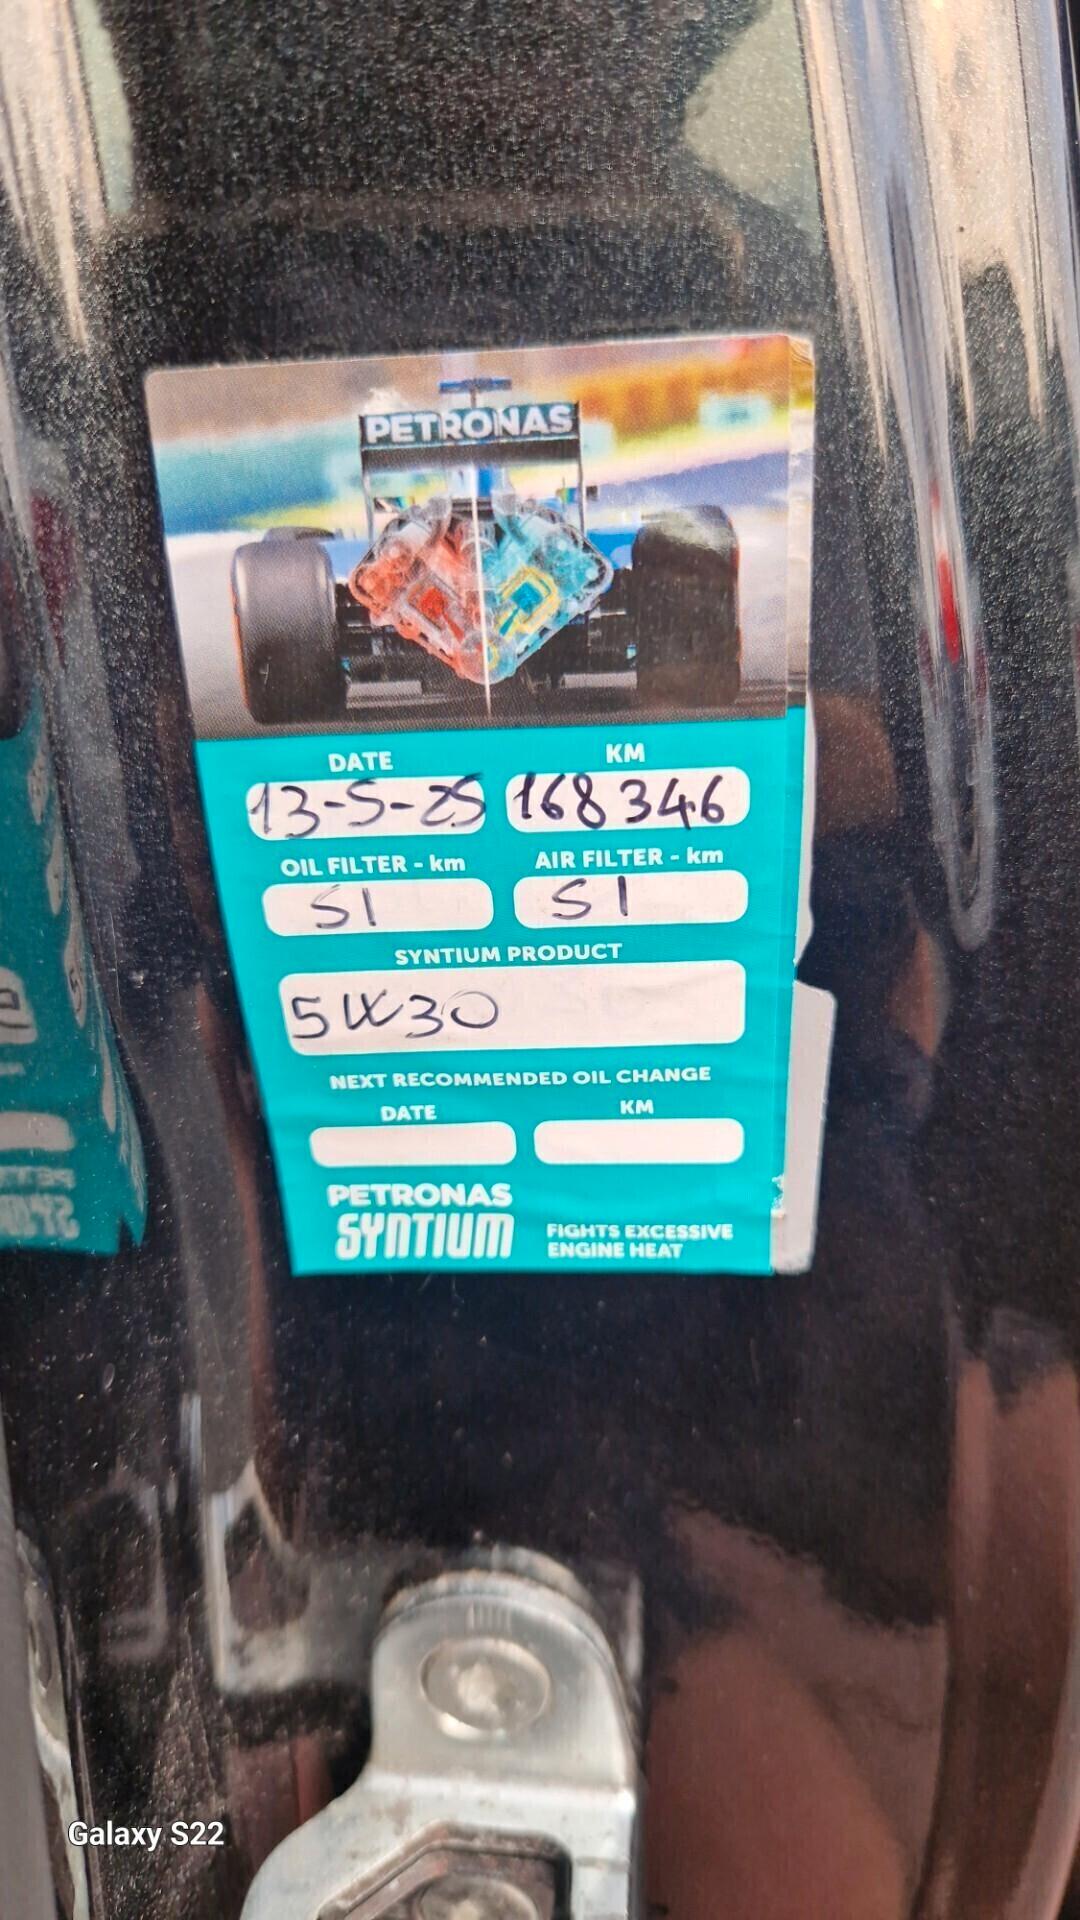 PETRONAS
DATE KM
13-5-25 168346
OIL FILTER - km AIR FILTER - km
SI SI
SYNTIUM PRODUCT
5W30
NEXT RECOMMENDED OIL CHANGE
DATE KM
PETRONAS
SYNTIUM
FIGHTS EXCESSIVE
ENGINE HEAT
Galaxy S22